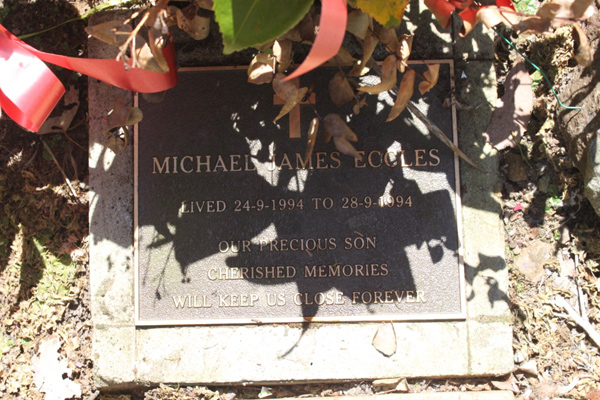 MICHAEL JAMES ECCLES
LIVED 24-9-1994 TO 28-9-1994
OUR PRECIOUS SON
CHERISHED MEMORIES
WILL KEEP US CLOSE FOREVER